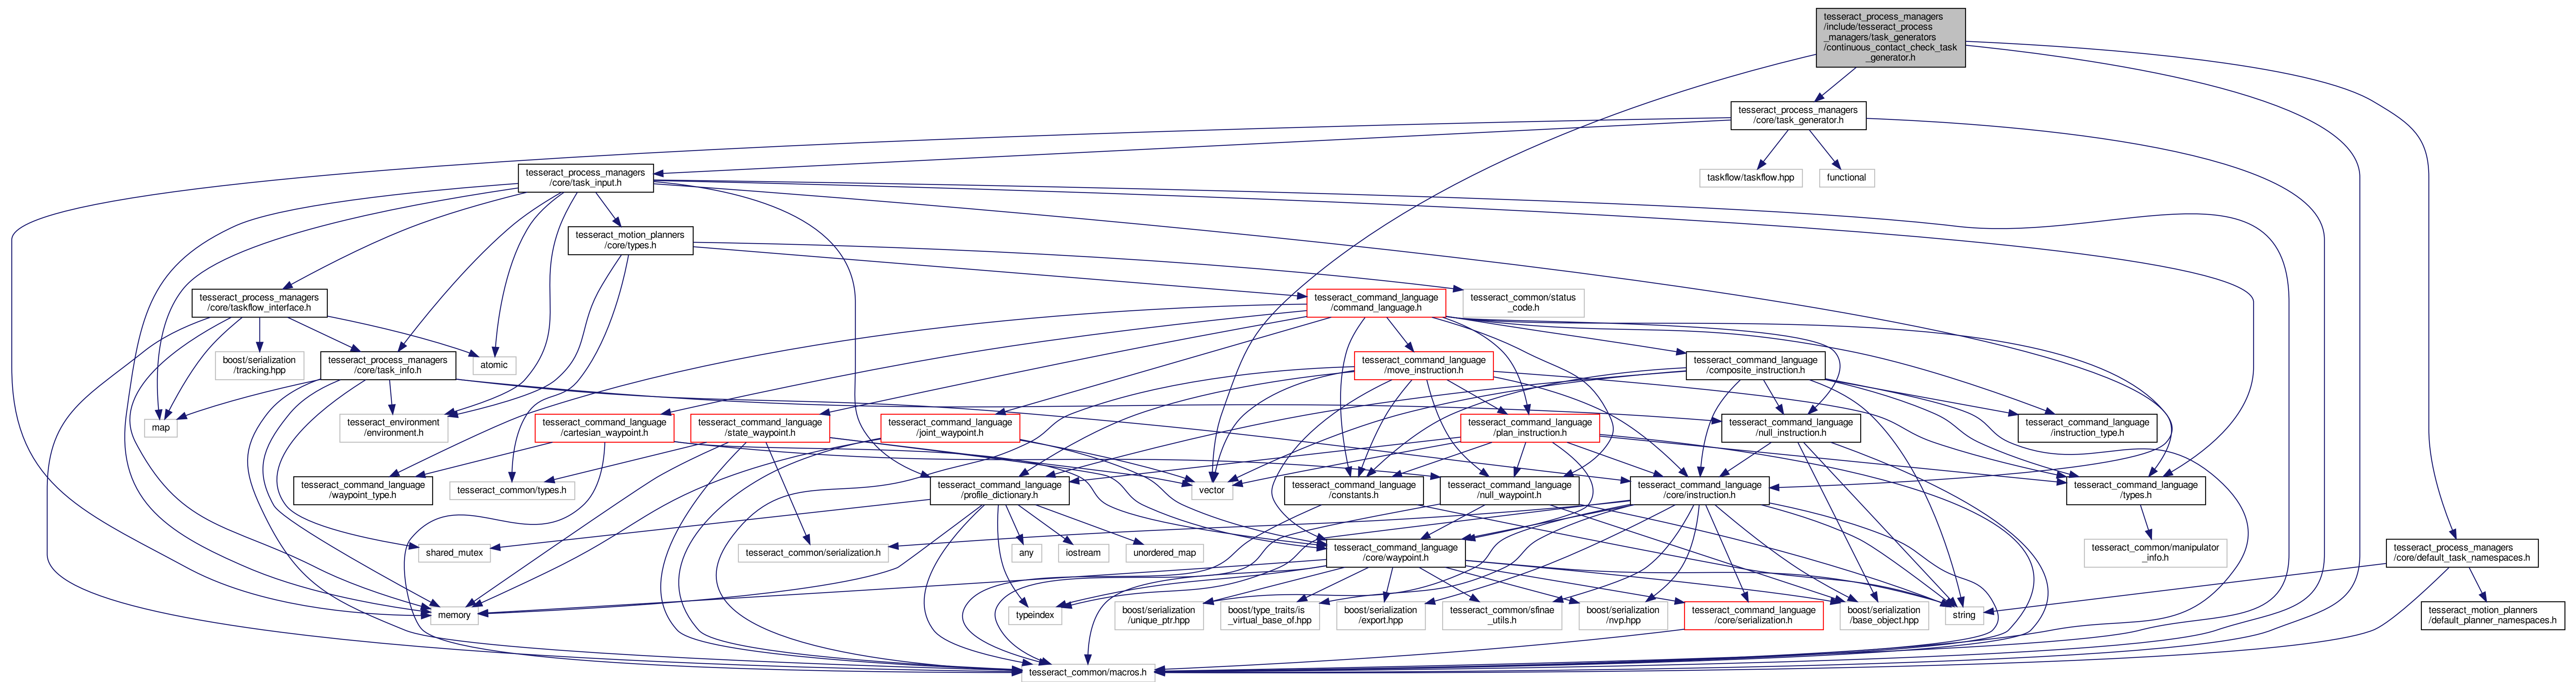 tesseract_process_managers
/include/tesseract_process
_managers/task_generators
/continuous_contact_check_task
_generator.h
tesseract_process_managers
/core/task_generator.h
tesseract_process_managers
/core/task_input.h
taskflow/taskflow.hpp
functional
tesseract_motion_planners
/core/types.h
tesseract_process_managers
/core/taskflow_interface.h
tesseract_command_language
/command_language.h
tesseract_common/status
_code.h
boost/serialization
/tracking.hpp
tesseract_process_managers
/core/task_info.h
atomic
tesseract_command_language
/move_instruction.h
tesseract_command_language
/composite_instruction.h
map
tesseract_environment
/environment.h
tesseract_command_language
/cartesian_waypoint.h
tesseract_command_language
/state_waypoint.h
tesseract_command_language
/joint_waypoint.h
tesseract_command_language
/plan_instruction.h
tesseract_command_language
/null_instruction.h
tesseract_command_language
/instruction_type.h
tesseract_command_language
/waypoint_type.h
tesseract_common/types.h
tesseract_command_language
/profile_dictionary.h
vector
tesseract_command_language
/constants.h
tesseract_command_language
/null_waypoint.h
tesseract_command_language
/core/instruction.h
tesseract_command_language
/types.h
shared_mutex
tesseract_common/serialization.h
any
iostream
unordered_map
tesseract_command_language
/core/waypoint.h
tesseract_common/manipulator
_info.h
tesseract_process_managers
/core/default_task_namespaces.h
memory
typeindex
boost/serialization
/unique_ptr.hpp
boost/type_traits/is
_virtual_base_of.hpp
boost/serialization
/export.hpp
tesseract_common/sfinae
_utils.h
boost/serialization
/nvp.hpp
tesseract_command_language
/core/serialization.h
boost/serialization
/base_object.hpp
string
tesseract_motion_planners
/default_planner_namespaces.h
tesseract_common/macros.h